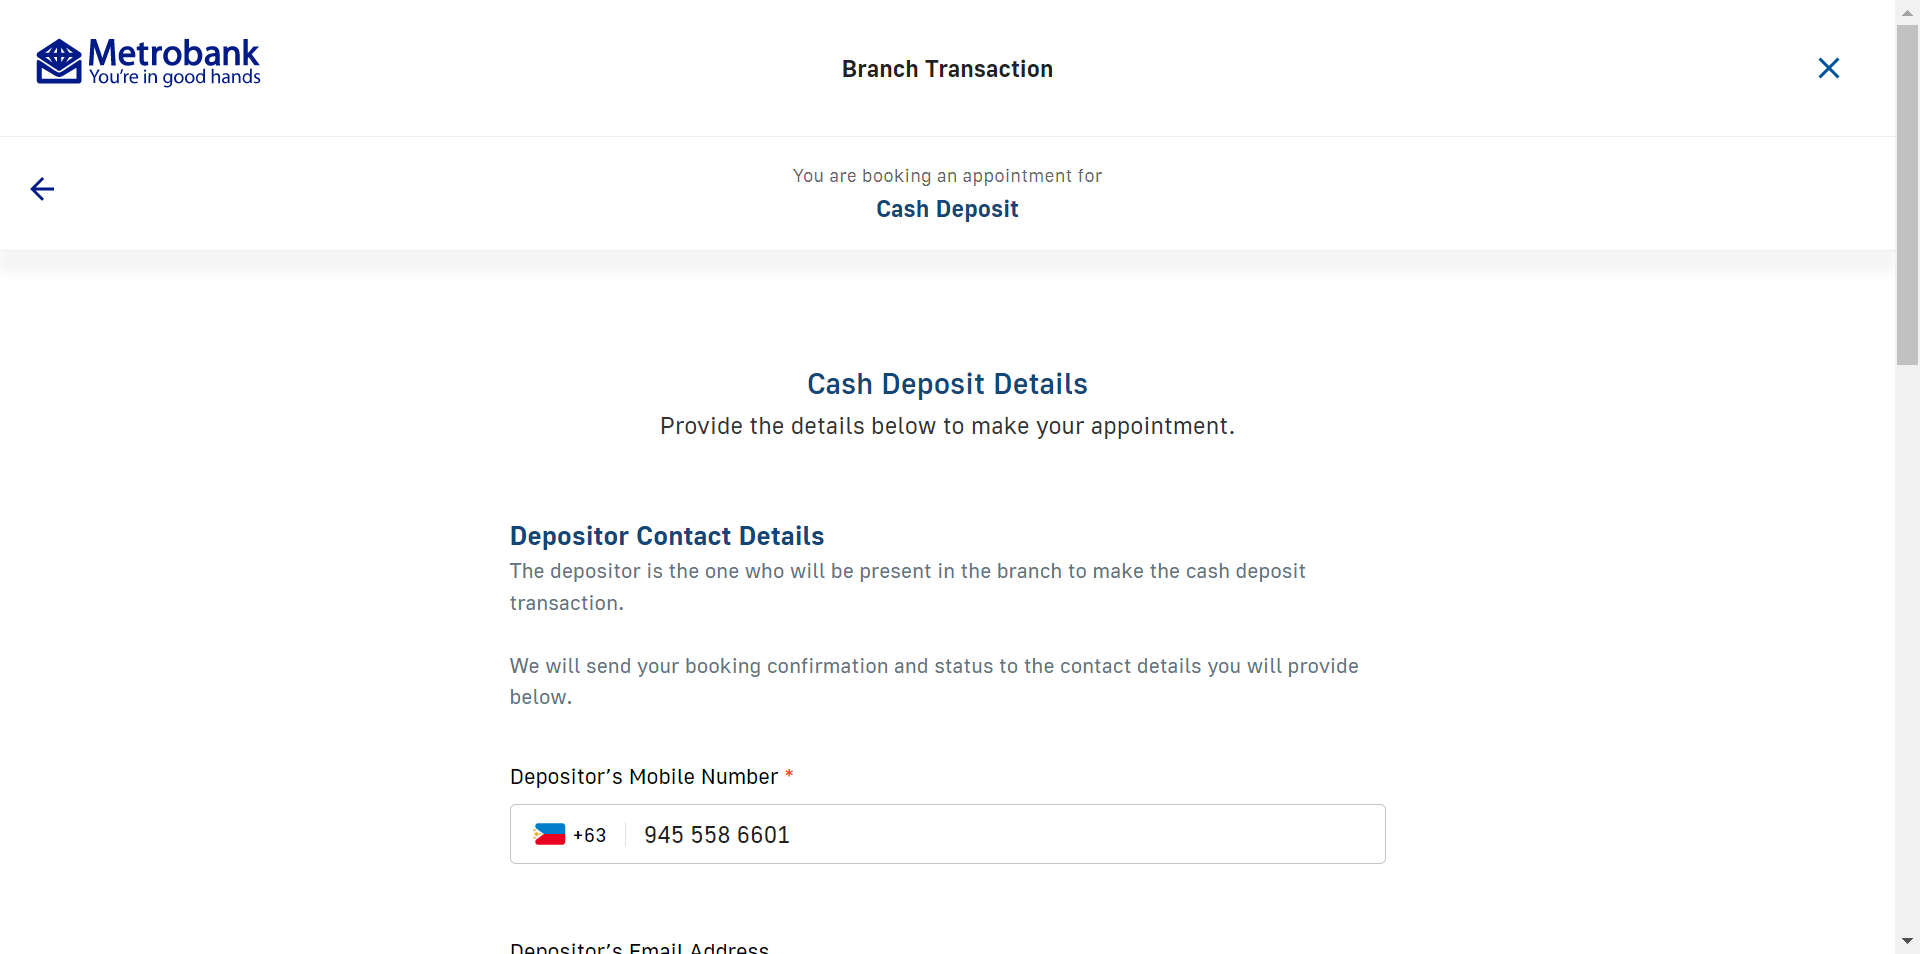 Metrobank
You're in good hands
Branch Transaction
You are booking an appointment for
Cash Deposit
Cash Deposit Details
Provide the details below to make your appointment.
Depositor Contact Details
The depositor is the one who will be present in the branch to make the cash deposit
transaction.
We will send your booking confirmation and status to the contact details you will provide
below.
Depositor’s Mobile Number *
+63 945 558 6601
Depositor’s Email Address